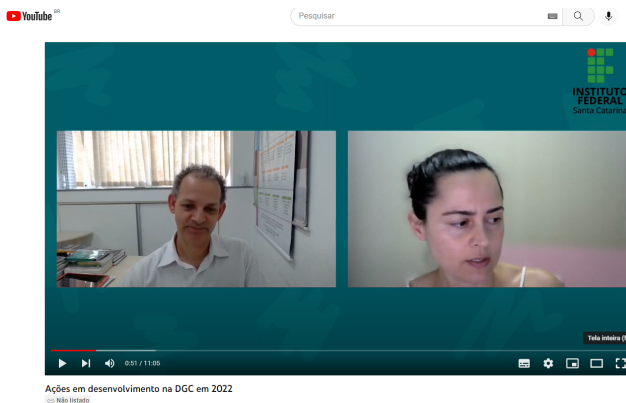 YouTube BR
Pesquisar
INSTITUTO
FEDERAL
Santa Catarina
Tela inteira (f
0:51 / 11:05
Ações em desenvolvimento na DGC em 2022
Não listado